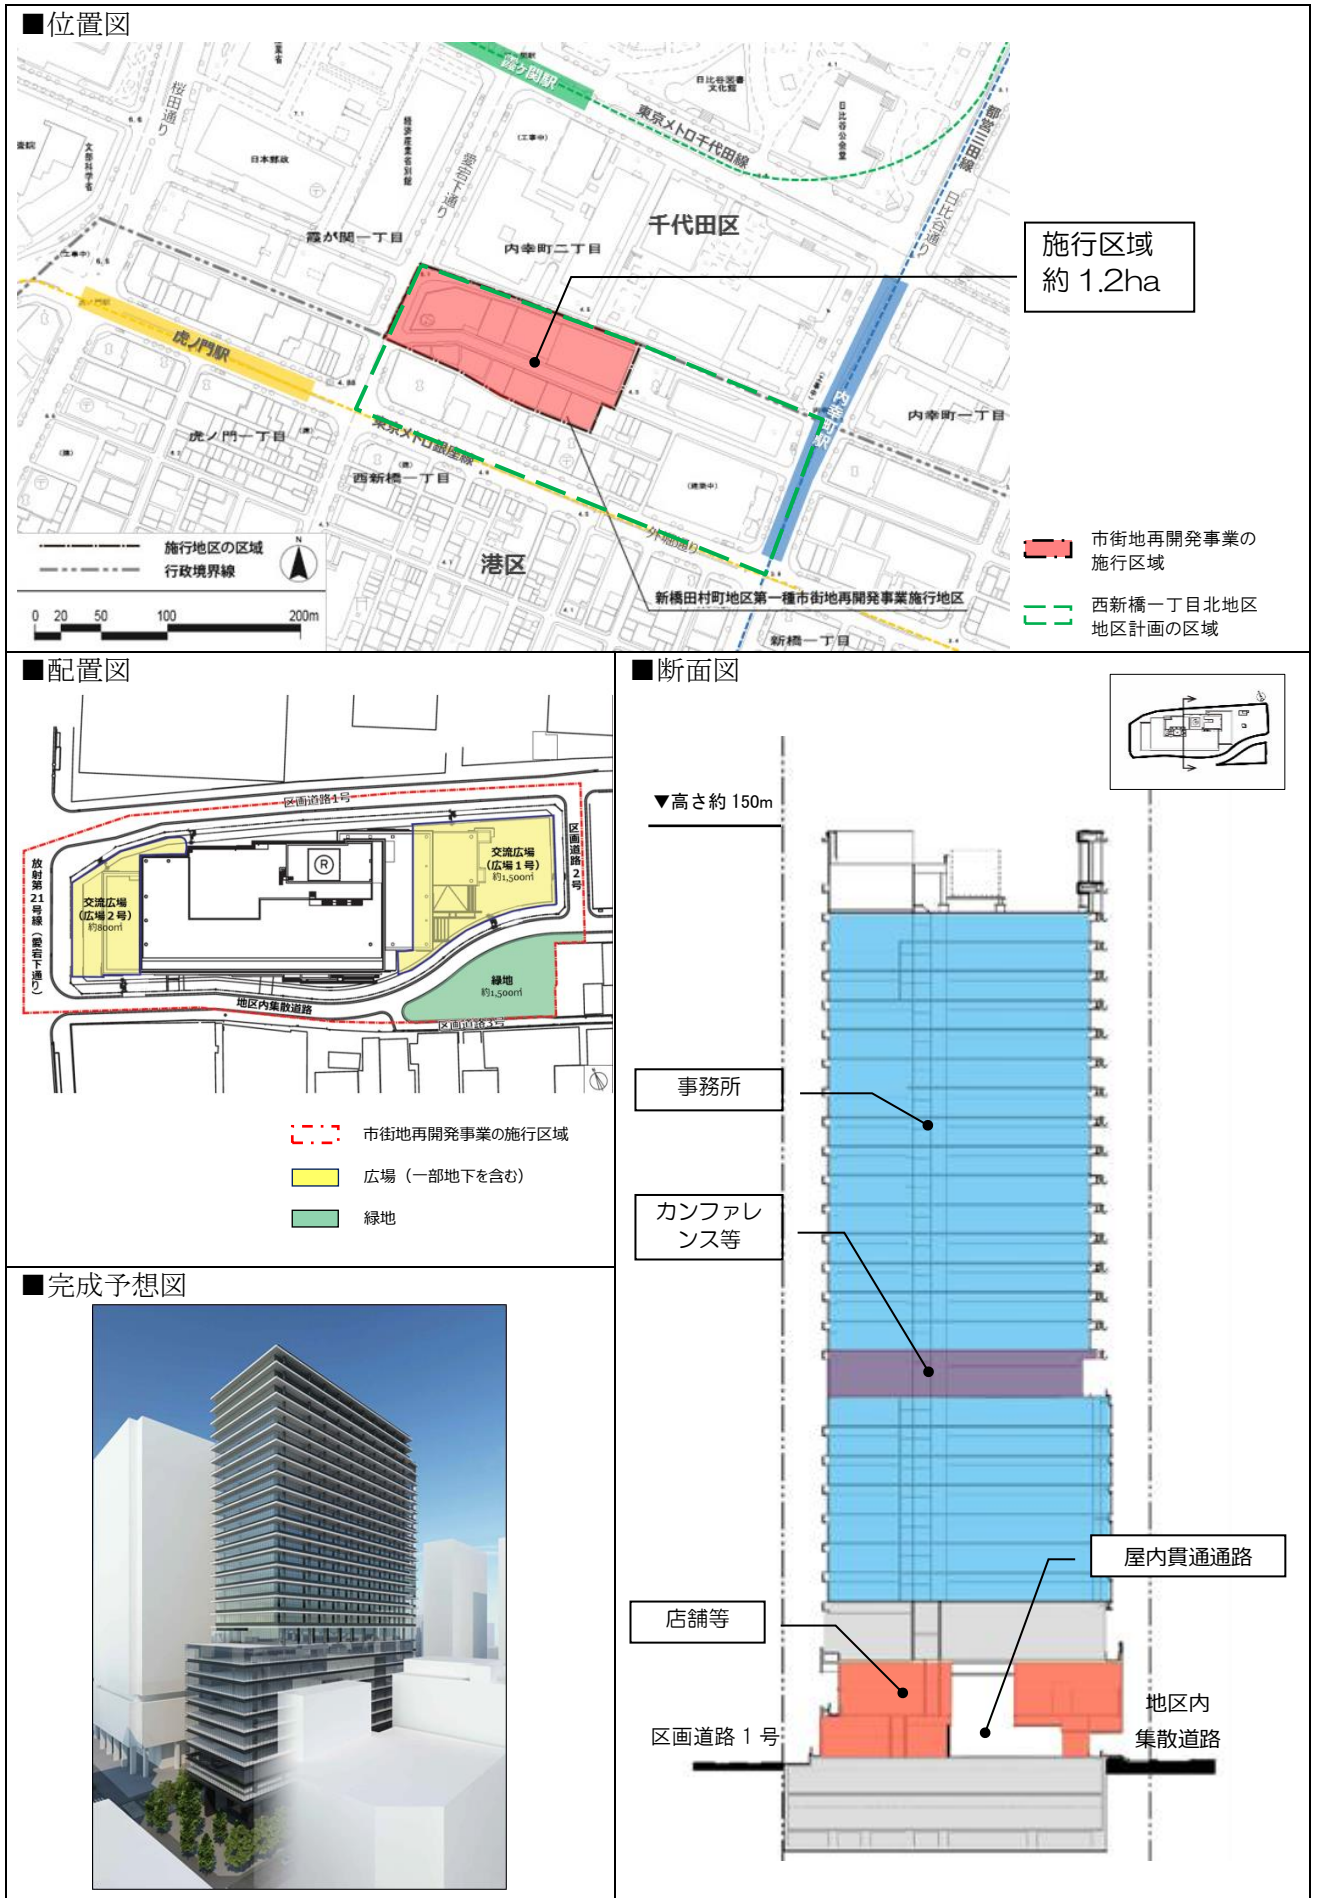 ■位置図
霞ケ関駅
東京メトロ千代田線
日比谷図書
文化館
日比谷公会堂
都営三田線
日比谷通り
桜田通り
愛宕下通り
経済産業省別館
文部科学省
日本郵政
(工事中)
霞が関一丁目
内幸町二丁目
千代田区
施行区域
約1.2ha
虎ノ門駅
虎ノ門一丁目
東京メトロ銀座線
西新橋一丁目
内幸町駅
内幸町一丁目
(建築中)
外堀通り
港区
新橋田村町地区第一種市街地再開発事業施行地区
新橋一丁目
施行地区の区域
行政境界線
N
0 20 50 100 200m
市街地再開発事業の
施行区域
西新橋一丁目北地区
地区計画の区域
■配置図
区画道路1号
区画道路2号
放射第21号線(愛宕下通り)
交流広場
(広場1号)
約1,500㎡
交流広場
(広場2号)
約800㎡
R
緑地
約1,500㎡
地区内集散道路
区画道路3号
市街地再開発事業の施行区域
広場(一部地下を含む)
緑地
■完成予想図
■断面図
▼高さ約150m
事務所
カンファレ
ンス等
屋内貫通通路
店舗等
区画道路1号
地区内
集散道路